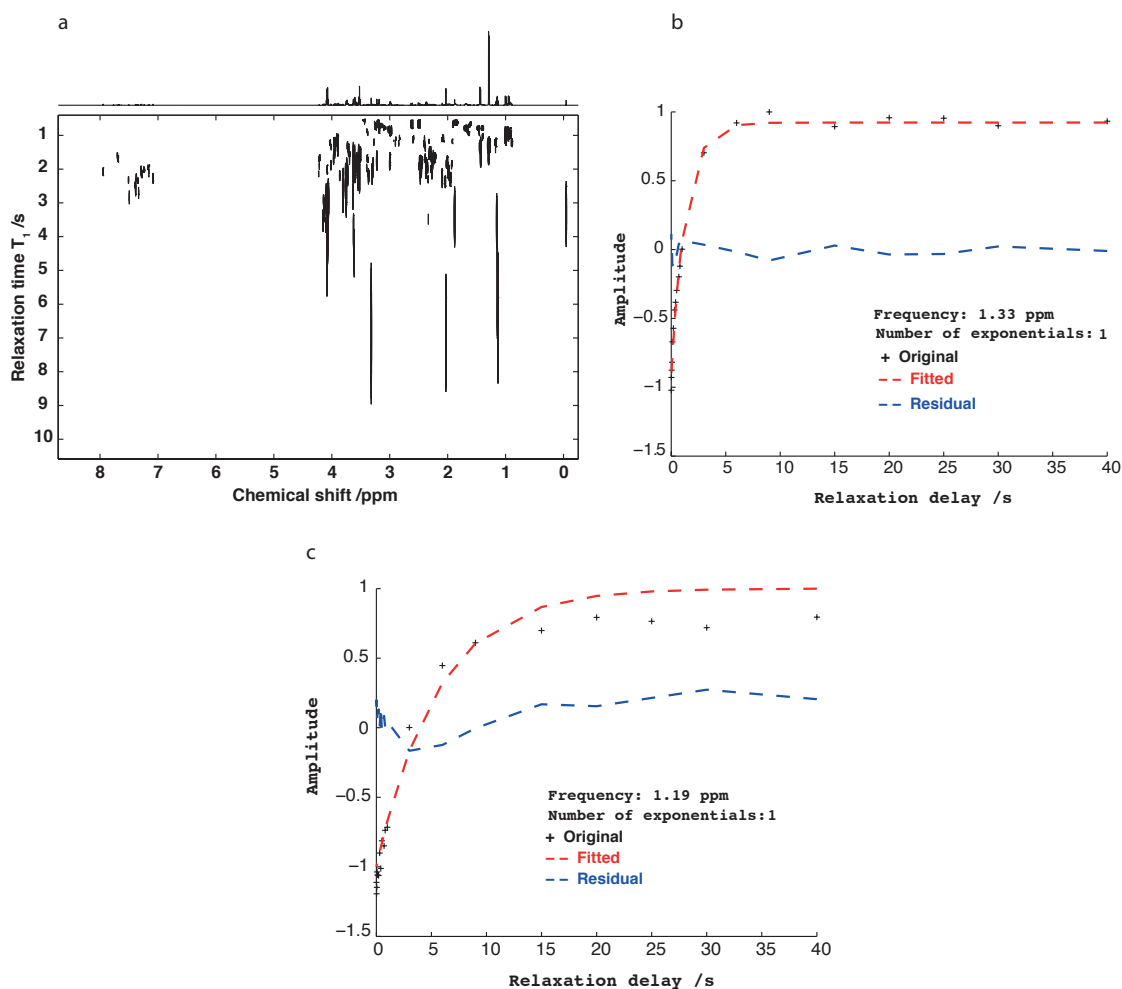 a
Relaxation time T1 /s
1
2
3
4
5
6
7
8
9
10
8 7 6 5 4 3 2 1 0
Chemical shift /ppm
b
Amplitude
1
0.5
0
−0.5
−1
−1.5
Frequency: 1.33 ppm
Number of exponentials: 1
+ Original
Fitted
Residual
0 5 10 15 20 25 30 35 40
Relaxation delay /s
c
Amplitude
1
0.5
0
−0.5
−1
−1.5
Frequency: 1.19 ppm
Number of exponentials:1
+ Original
Fitted
Residual
0 5 10 15 20 25 30 35 40
Relaxation delay /s